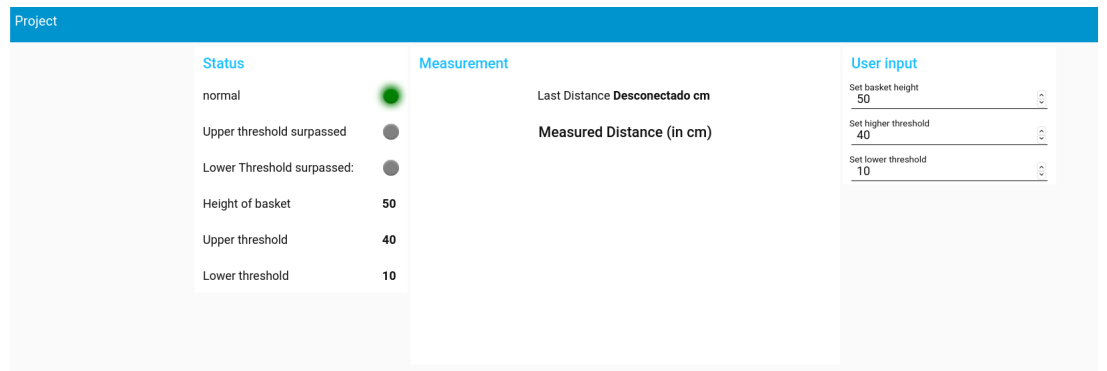 Project
Status
normal
Upper threshold surpassed
Lower Threshold surpassed:
Height of basket 50
Upper threshold 40
Lower threshold 10
Measurement
Last Distance Desconectado cm
Measured Distance (in cm)
User input
Set basket height
50
Set higher threshold
40
Set lower threshold
10